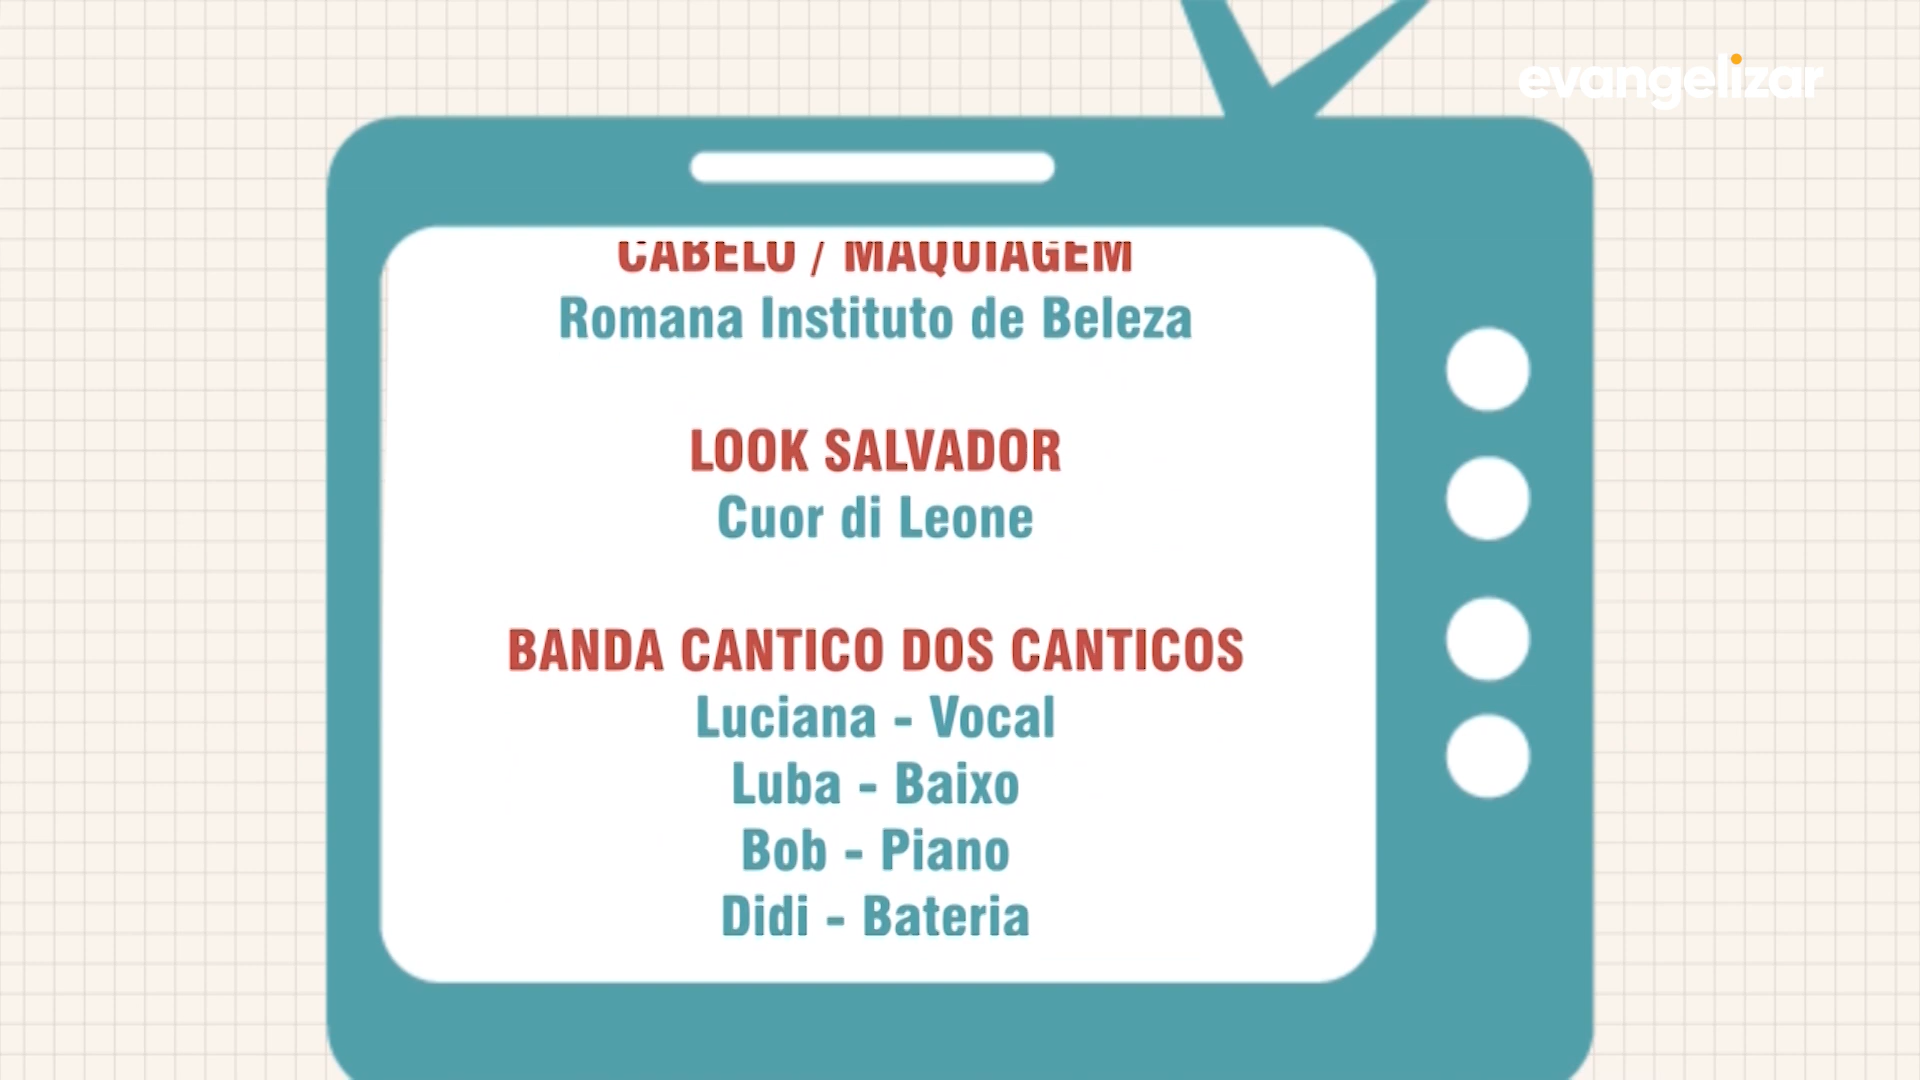 evangelizar
CABELO / MAQUIAGEM
Romana Instituto de Beleza
LOOK SALVADOR
Cuor di Leone
BANDA CANTICO DOS CANTICOS
Luciana - Vocal
Luba - Baixo
Bob - Piano
Didi - Bateria